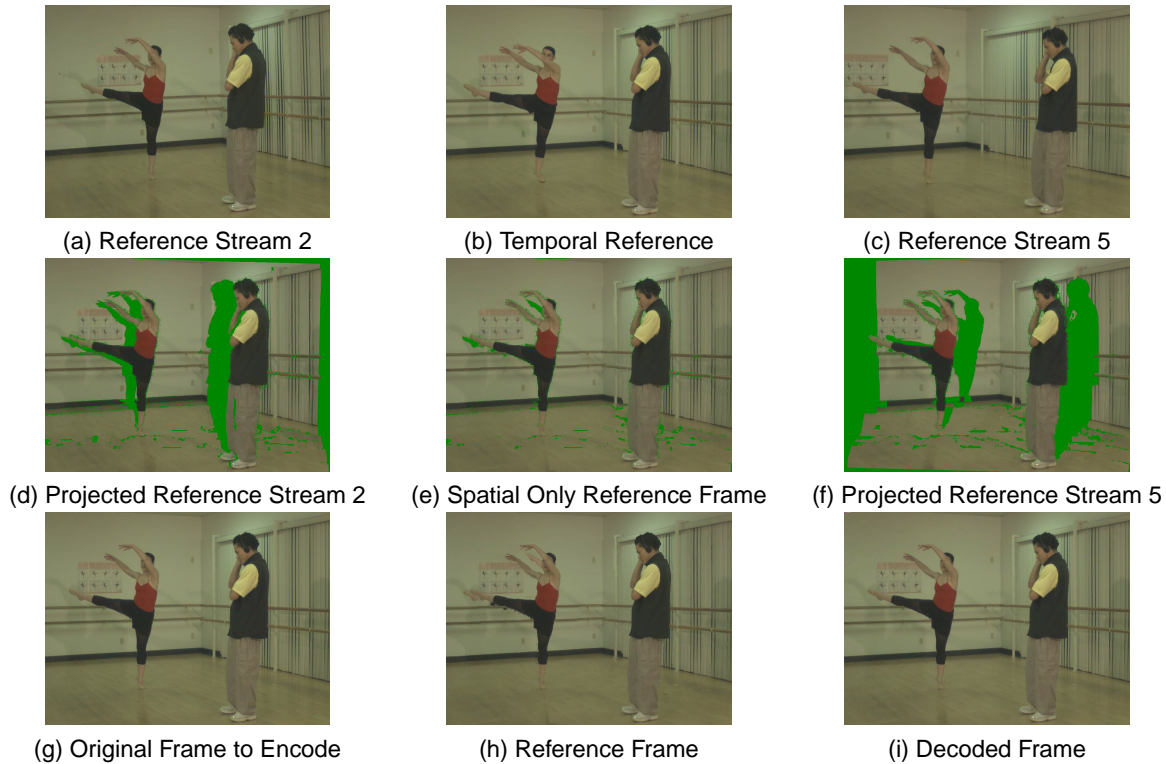 (a) Reference Stream 2
(b) Temporal Reference
(c) Reference Stream 5
(d) Projected Reference Stream 2
(e) Spatial Only Reference Frame
(f) Projected Reference Stream 5
(g) Original Frame to Encode
(h) Reference Frame
(i) Decoded Frame